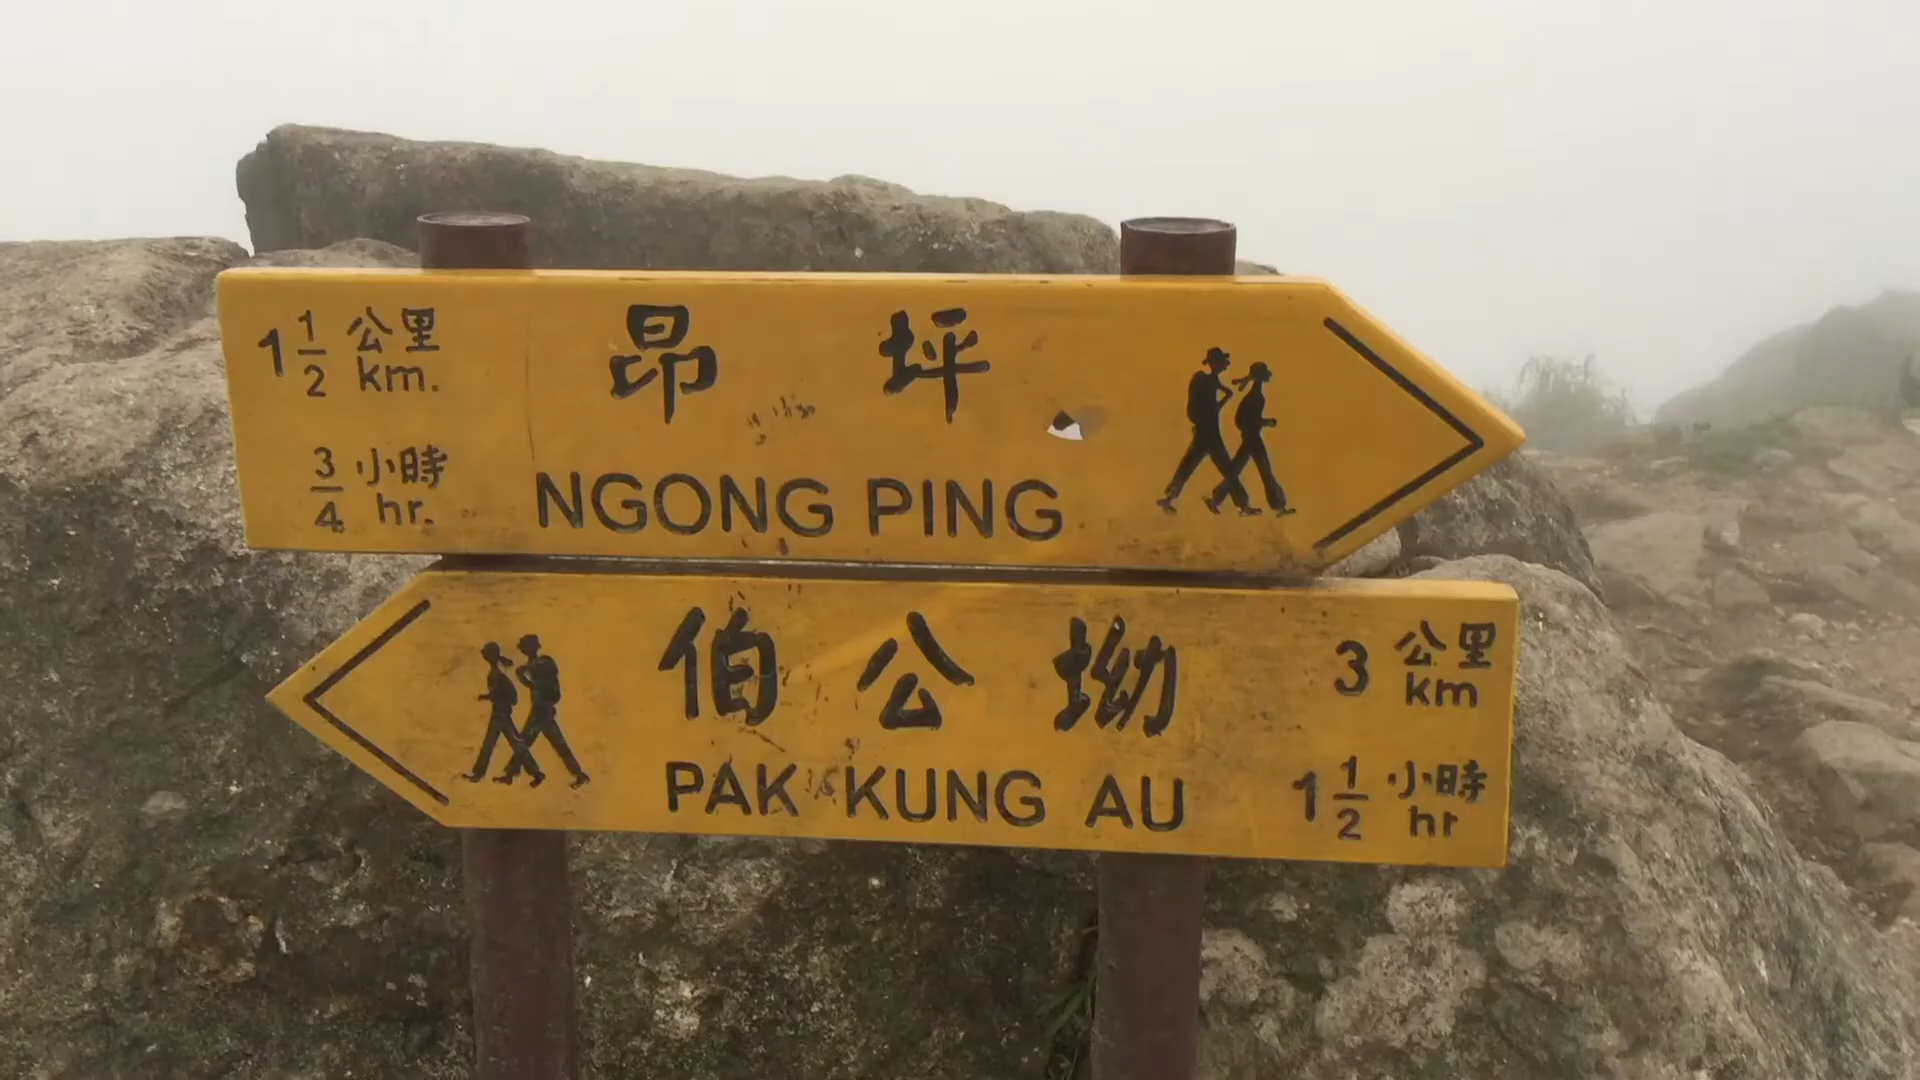 1 1/2 公里
km.
昂坪
3/4 小時
hr.
NGONG PING
伯公坳
3 公里
km
PAK KUNG AU
1 1/2 小時
hr